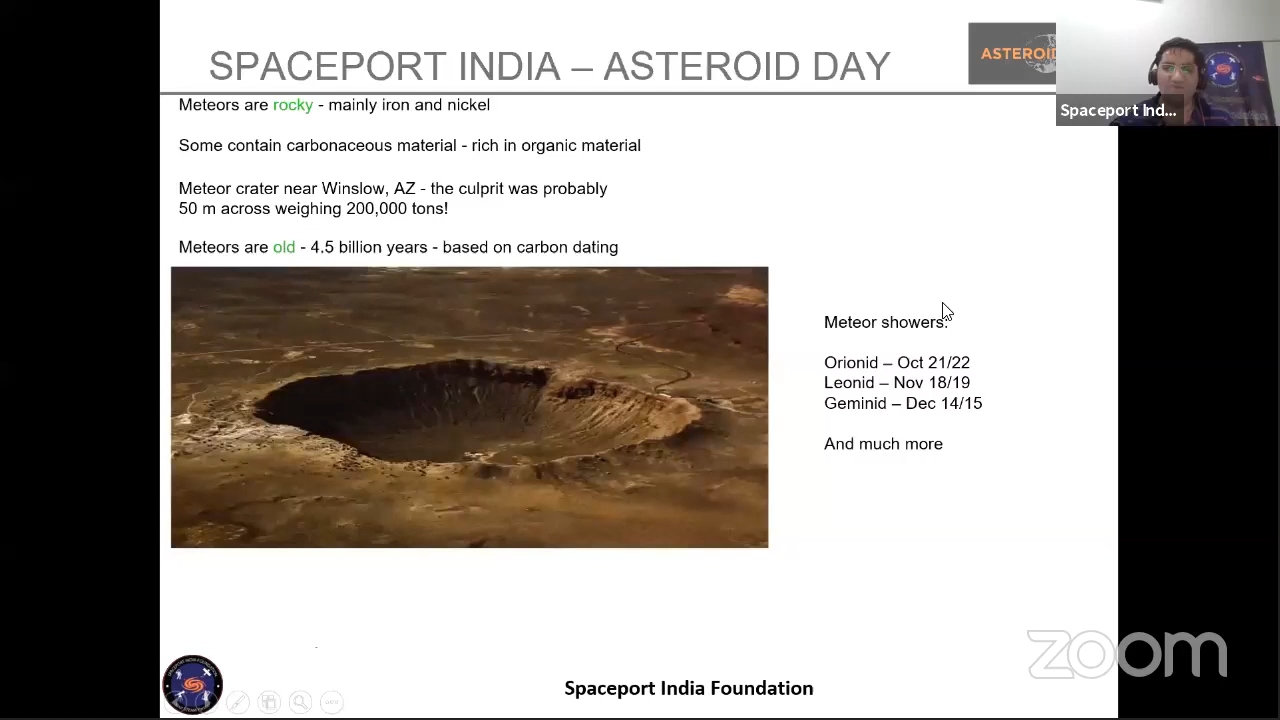 SPACEPORT INDIA – ASTEROID DAY
ASTEROID
Spaceport Ind...
Meteors are rocky - mainly iron and nickel
Some contain carbonaceous material - rich in organic material
Meteor crater near Winslow, AZ - the culprit was probably
50 m across weighing 200,000 tons!
Meteors are old - 4.5 billion years - based on carbon dating
Meteor showers:
Orionid – Oct 21/22
Leonid – Nov 18/19
Geminid – Dec 14/15
And much more
zoom
Spaceport India Foundation